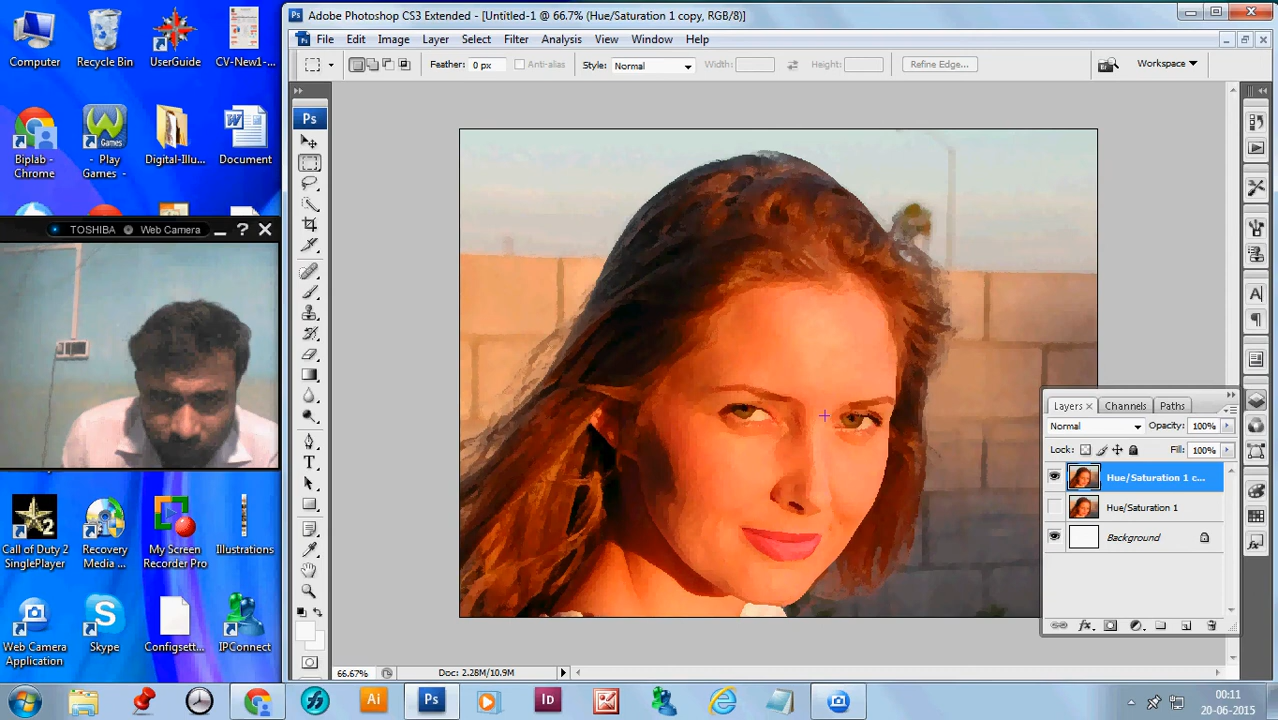 Computer
Recycle Bin
UserGuide
CV-New1-...
Biplab -
Chrome
Games
- Play
Games -
Digital-Illu...
Document
TOSHIBA
Web Camera
Call of Duty 2
SinglePlayer
Recovery
Media ...
My Screen
Recorder Pro
Illustrations
Web Camera
Application
Skype
Configsett...
IPConnect
Adobe Photoshop CS3 Extended - [Untitled-1 @ 66.7% (Hue/Saturation 1 copy, RGB/8)]
File Edit Image Layer Select Filter Analysis View Window Help
Feather: 0 px Anti-alias Style: Normal Width: Height: Refine Edge... Workspace
Ps
Layers Channels Paths
Normal Opacity: 100%
Lock: Fill: 100%
Hue/Saturation 1 c...
Hue/Saturation 1
Background
66.67% Doc: 2.28M/10.9M
Ai
Ps
Id
00:11
20-06-2015